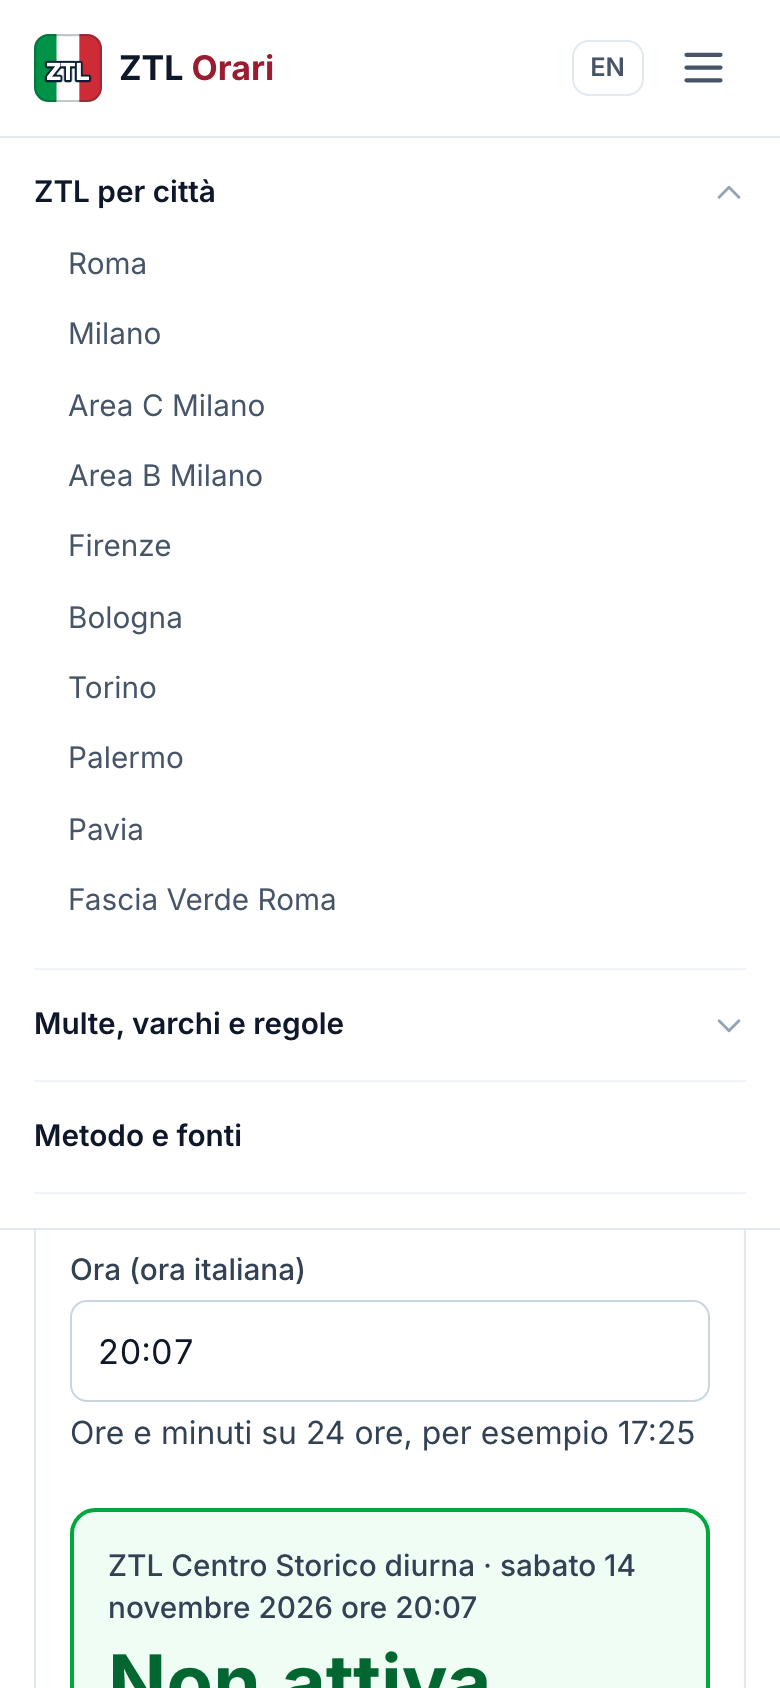 ZTL
ZTL Orari
EN
ZTL per città
Roma
Milano
Area C Milano
Area B Milano
Firenze
Bologna
Torino
Palermo
Pavia
Fascia Verde Roma
Multe, varchi e regole
Metodo e fonti
Ora (ora italiana)
20:07
Ore e minuti su 24 ore, per esempio 17:25
ZTL Centro Storico diurna · sabato 14
novembre 2026 ore 20:07
Non attiva